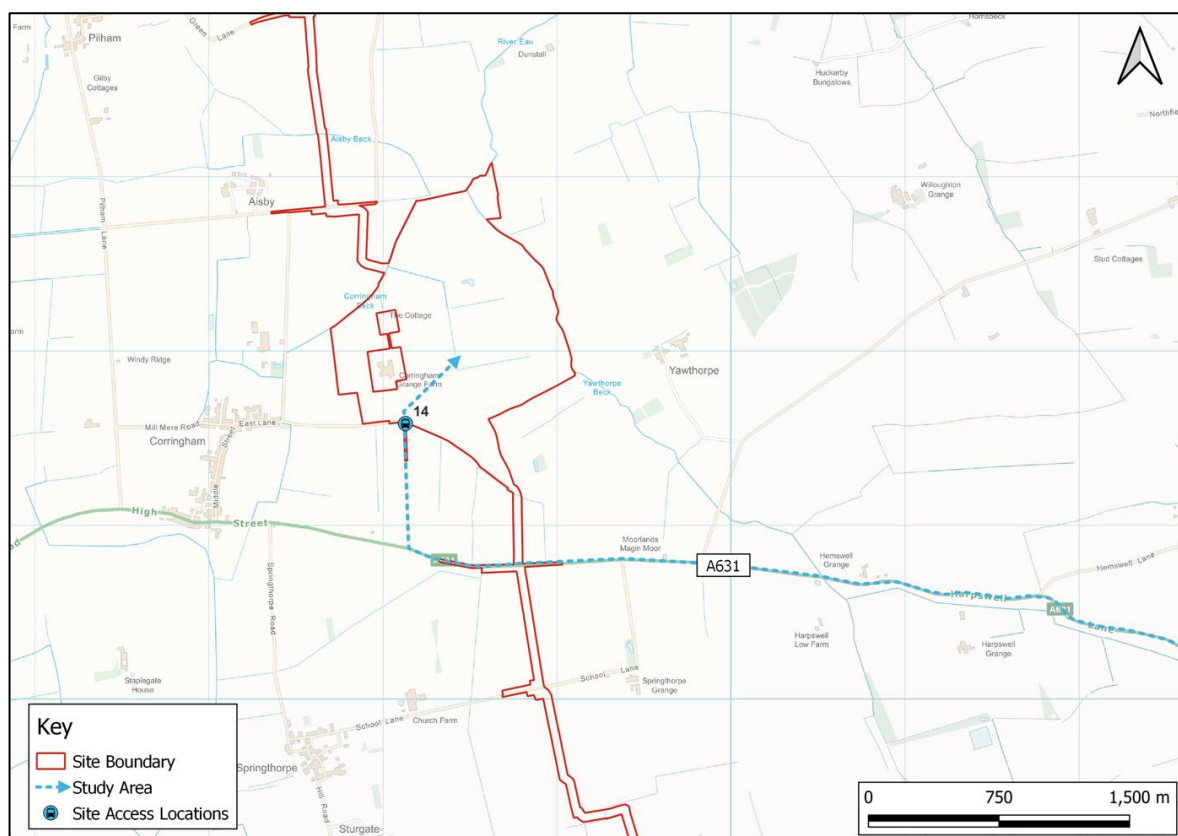 Farm
Pilham
Green
Lane
River Eau
Dunstall
Hornsbeck
Gilby
Cottages
Huckerby
Bungalows
Northfield
Aisby Beck
Aisby
Pilham Lane
Willoughton
Grange
Stud Cottages
Corringham
Beck
The Cottage
Windy Ridge
Corringham
Grange Farm
Yawthorpe
Yawthorpe
Beck
14
Mill Mere Road
East Lane
Corringham
Middle
Street
High
Street
Moorlands
Magin Moor
A631
Hemswell
Grange
Hemswell Lane
Harpswell
Lane
A631
Springthorpe Road
Harpswell
Low Farm
Harpswell
Grange
Staplegate
House
School Lane
Springthorpe
Grange
School Lane
Church Farm
Springthorpe
Hill Road
Sturgate
Key
Site Boundary
Study Area
Site Access Locations
0 750 1,500 m